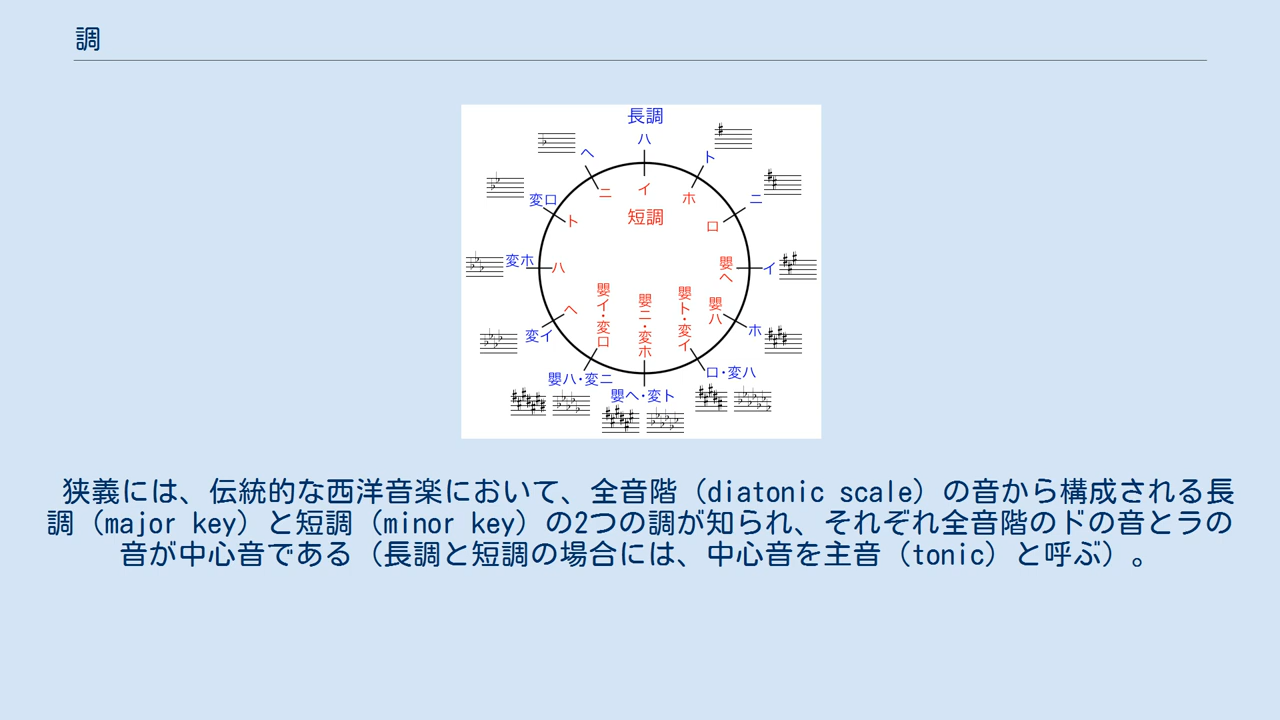 調
長調
ハ
ヘ
ト
ニ
イ
ホ
変ロ
ニ
短調
ト
ロ
変ホ
ハ
嬰ヘ
イ
ヘ
嬰イ・変ロ
嬰ニ・変ホ
嬰ト・変イ
嬰ハ
変イ
ホ
嬰ハ・変ニ
嬰ヘ・変ト
ロ・変ハ
狭義には、伝統的な西洋音楽において、全音階（diatonic scale）の音から構成される長
調（major key）と短調（minor key）の2つの調が知られ、それぞれ全音階のドの音とラの
音が中心音である（長調と短調の場合には、中心音を主音（tonic）と呼ぶ）。